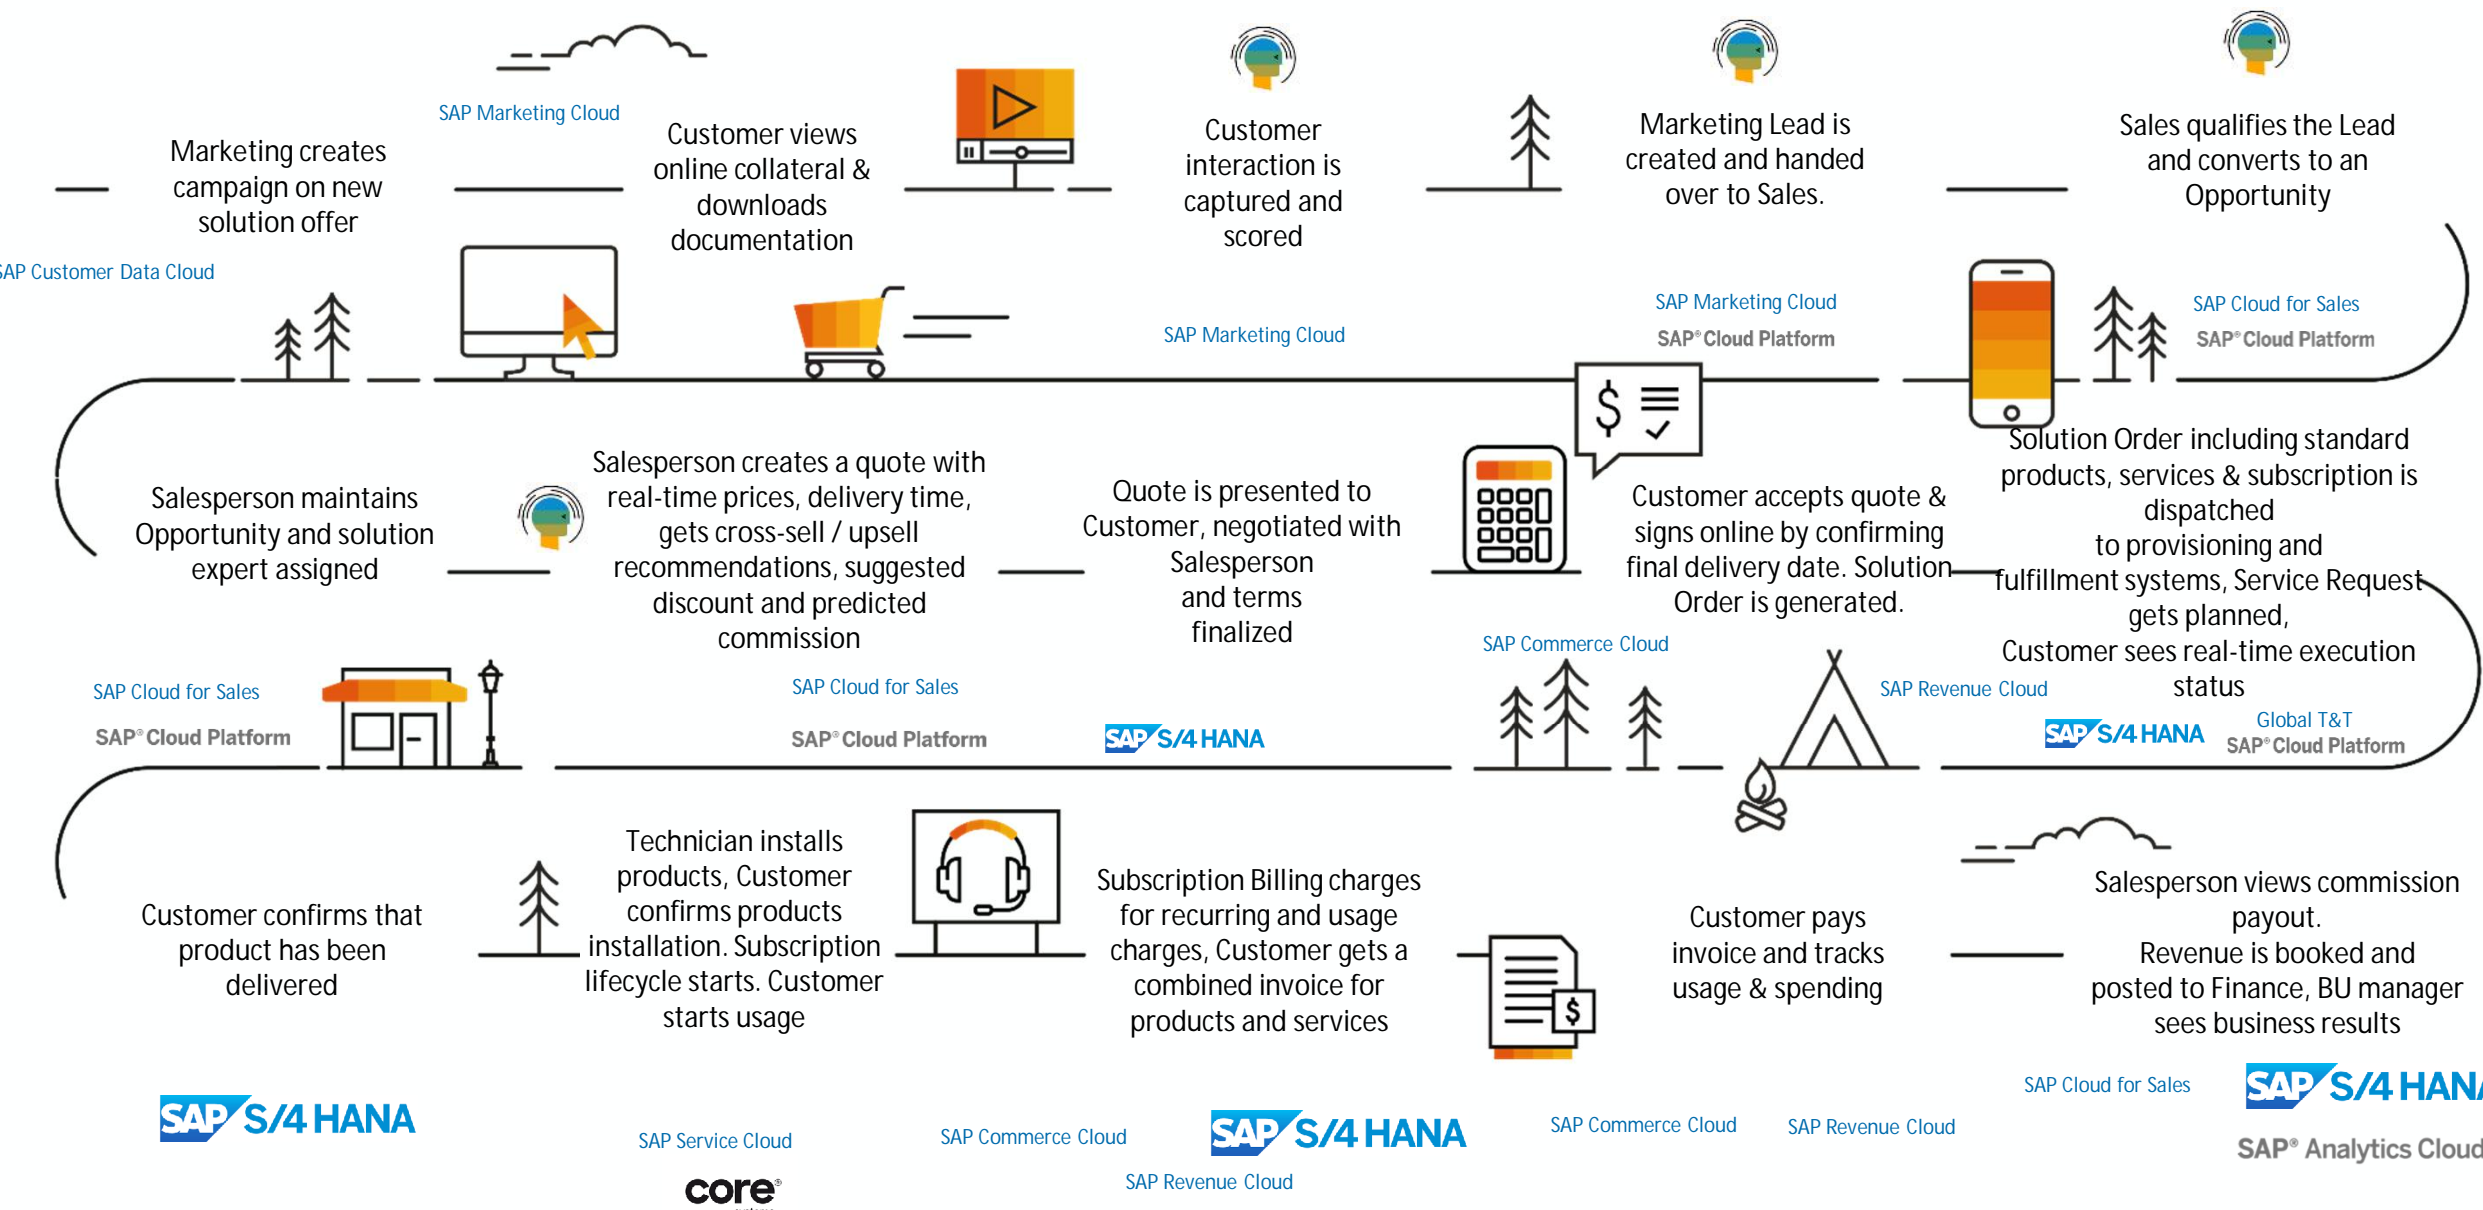 SAP Marketing Cloud
Marketing creates
campaign on new
solution offer
SAP Customer Data Cloud
Customer views
online collateral &
downloads
documentation
Customer
interaction is
captured and
scored
SAP Marketing Cloud
Marketing Lead is
created and handed
over to Sales.
SAP Marketing Cloud
SAP® Cloud Platform
Sales qualifies the Lead
and converts to an
Opportunity
SAP Cloud for Sales
SAP® Cloud Platform
Salesperson maintains
Opportunity and solution
expert assigned
SAP Cloud for Sales
SAP® Cloud Platform
Salesperson creates a quote with
real-time prices, delivery time,
gets cross-sell / upsell
recommendations, suggested
discount and predicted
commission
SAP Cloud for Sales
SAP® Cloud Platform
Quote is presented to
Customer, negotiated with
Salesperson
and terms
finalized
SAP S/4 HANA
$
Customer accepts quote &
signs online by confirming
final delivery date. Solution
Order is generated.
SAP Commerce Cloud
SAP Revenue Cloud
Solution Order including standard
products, services & subscription is
dispatched
to provisioning and
fulfillment systems, Service Request
gets planned,
Customer sees real-time execution
status
SAP S/4 HANA
Global T&T
SAP® Cloud Platform
Customer confirms that
product has been
delivered
SAP S/4 HANA
Technician installs
products, Customer
confirms products
installation. Subscription
lifecycle starts. Customer
starts usage
SAP Service Cloud
core®
Subscription Billing charges
for recurring and usage
charges, Customer gets a
combined invoice for
products and services
SAP Commerce Cloud
SAP S/4 HANA
SAP Revenue Cloud
$
Customer pays
invoice and tracks
usage & spending
SAP Commerce Cloud
SAP Revenue Cloud
Salesperson views commission
payout.
Revenue is booked and
posted to Finance, BU manager
sees business results
SAP Cloud for Sales
SAP S/4 HANA
SAP® Analytics Cloud